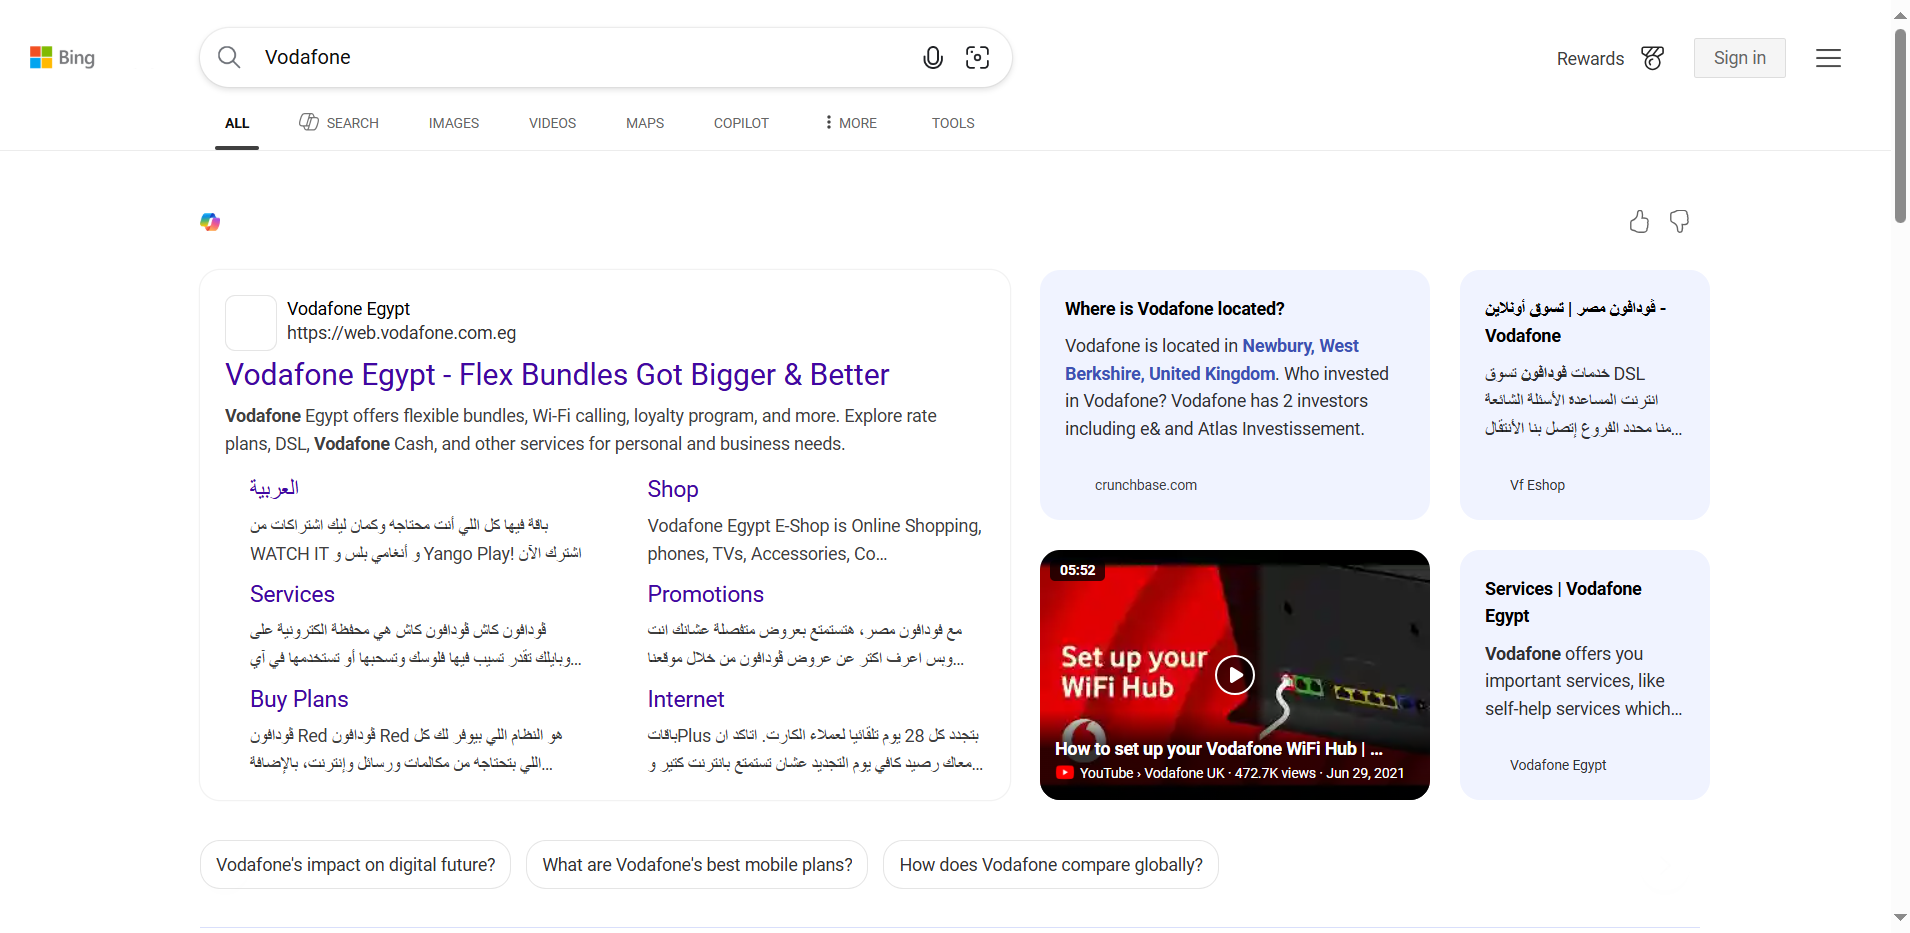 Bing
Vodafone
Rewards
Sign in
ALL
SEARCH
IMAGES
VIDEOS
MAPS
COPILOT
MORE
TOOLS
Vodafone Egypt
https://web.vodafone.com.eg
Vodafone Egypt - Flex Bundles Got Bigger & Better
Vodafone Egypt offers flexible bundles, Wi-Fi calling, loyalty program, and more. Explore rate
plans, DSL, Vodafone Cash, and other services for personal and business needs.
العربية
باقة فيها كل اللي أنت محتاجه وكمان ليك اشتراكات من
WATCH IT و أنغامي بلس و Yango Play! اشترك الآن
Shop
Vodafone Egypt E-Shop is Online Shopping,
phones, TVs, Accessories, Co...
Services
ڤودافون كاش ڤودافون كاش هي محفظة الكترونية على
وبايلك تقدر تسيب فيها فلوسك وتسحبها أو تستخدمها في آي...
Promotions
مع فودافون مصر، هتستمتع بعروض متفصلة عشانك انت
وبس اعرف اكتر عن عروض ڤودافون من خلال موقعنا...
Buy Plans
ڤودافون Red ڤودافون Red هو النظام اللي بيوفر لك كل
اللي بتحتاجه من مكالمات ورسائل وإنترنت، بالإضافة...
Internet
باقات Plus بتجدد كل 28 يوم تلقائيا لعملاء الكارت. اتاكد ان
معاك رصيد كافي يوم التجديد عشان تستمتع بانترنت كتير و...
Where is Vodafone located?
Vodafone is located in Newbury, West
Berkshire, United Kingdom. Who invested
in Vodafone? Vodafone has 2 investors
including e& and Atlas Investissement.
crunchbase.com
ڤودافون مصر | تسوق أونلاين -
Vodafone
خدمات ڤودافون تسوق DSL
انترنت المساعدة الأسئلة الشائعة
منا محدد الفروع إتصل بنا الأنتقال...
Vf Eshop
05:52
Set up your
WiFi Hub
How to set up your Vodafone WiFi Hub | ...
YouTube › Vodafone UK · 472.7K views · Jun 29, 2021
Services | Vodafone
Egypt
Vodafone offers you
important services, like
self-help services which...
Vodafone Egypt
Vodafone's impact on digital future?
What are Vodafone's best mobile plans?
How does Vodafone compare globally?